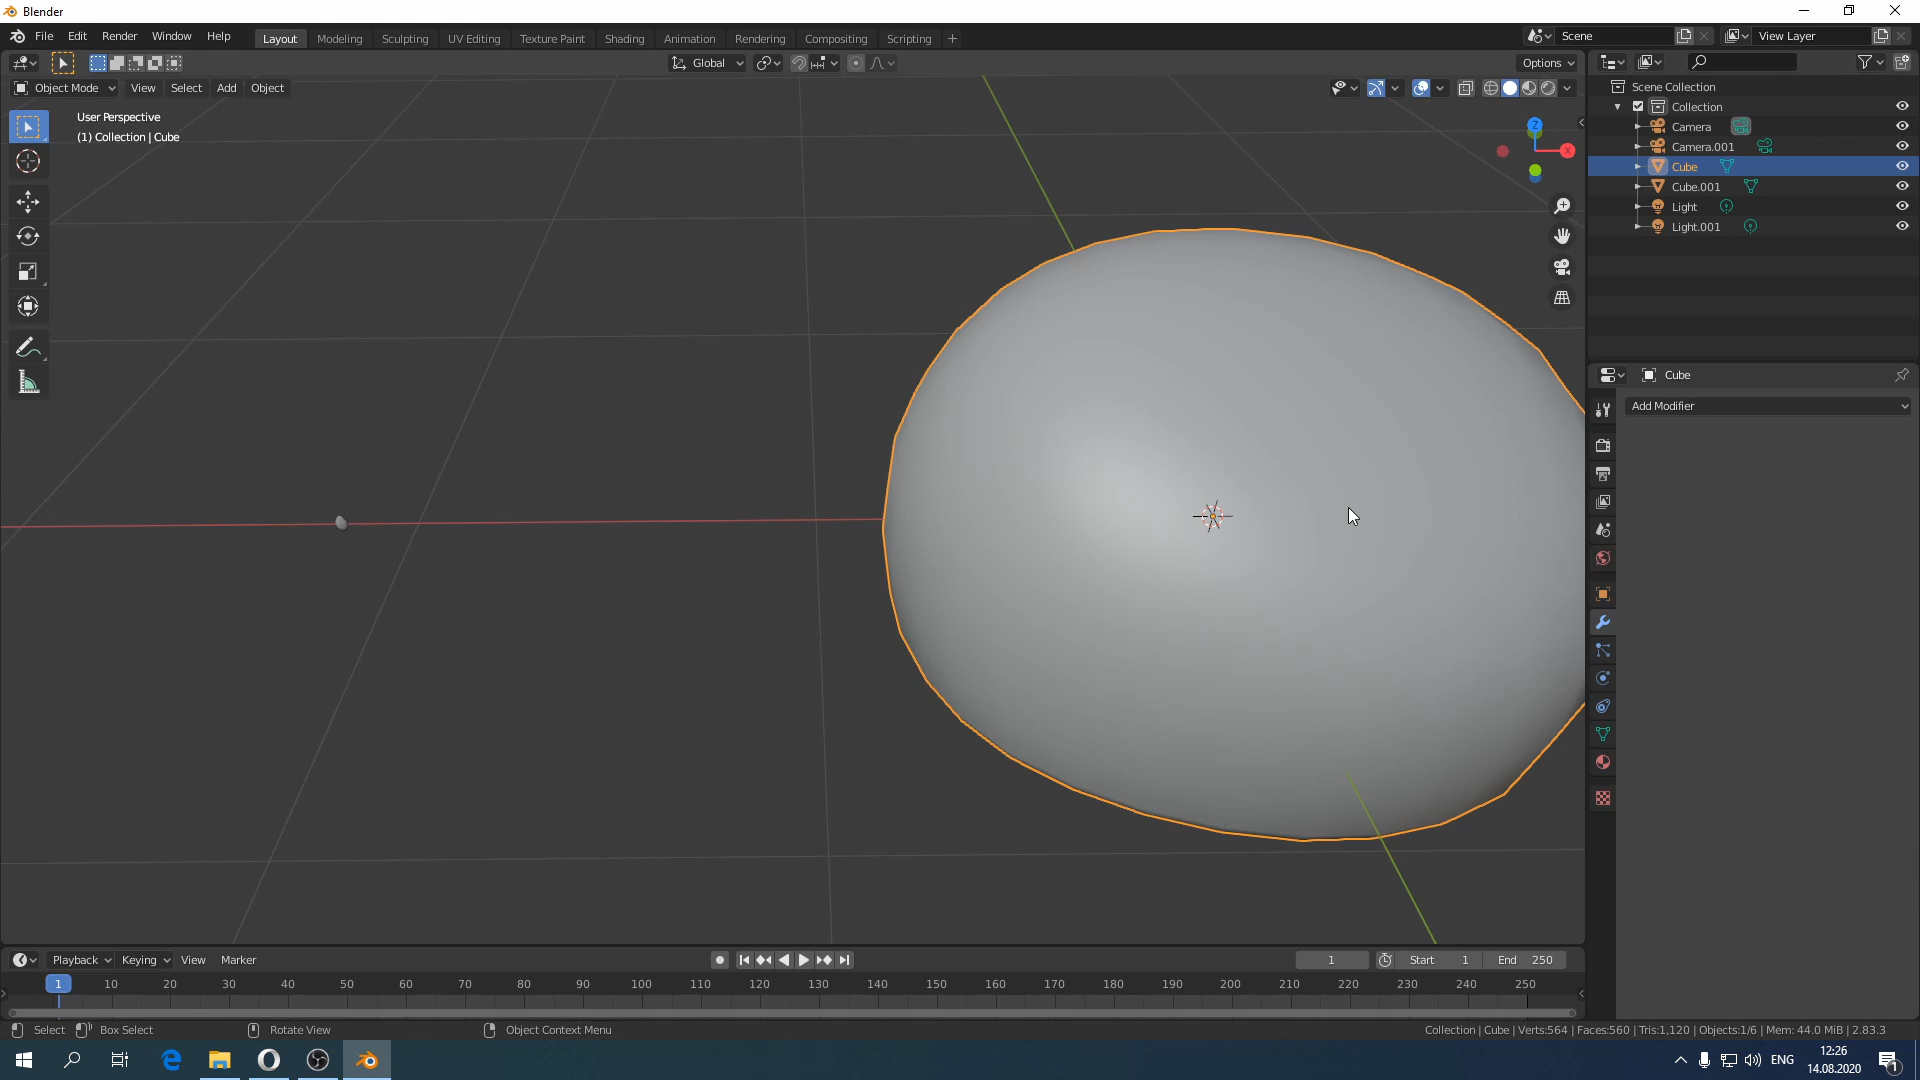 Blender
File Edit Render Window Help
Layout Modeling Sculpting UV Editing Texture Paint Shading Animation Rendering Compositing Scripting +
Scene View Layer
Global Options
Object Mode View Select Add Object
User Perspective
(1) Collection | Cube
Z
X
Scene Collection
Collection
Camera
Camera.001
Cube
Cube.001
Light
Light.001
Cube
Add Modifier
Playback Keying View Marker
1 Start 1 End 250
1 10 20 30 40 50 60 70 80 90 100 110 120 130 140 150 160 170 180 190 200 210 220 230 240 250
Select Box Select Rotate View Object Context Menu
Collection | Cube | Verts:564 | Faces:560 | Tris:1,120 | Objects:1/6 | Mem: 44.0 MiB | 2.83.3
ENG
12:26
14.08.2020
1